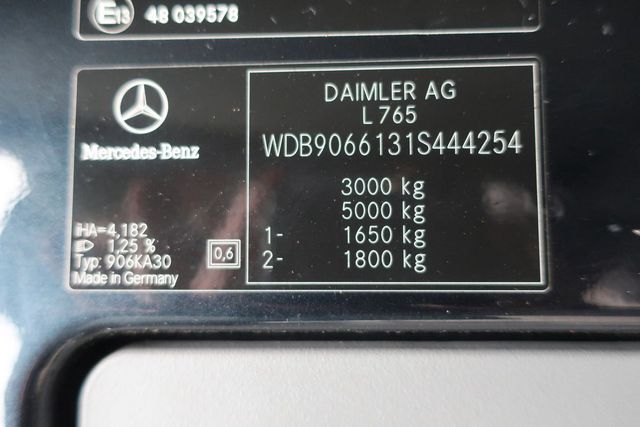 E13 48 039578
Mercedes-Benz
iHA=4,182
1,25 %
Typ: 906KA30
Made in Germany
0,6
DAIMLER AG
L 765
WDB9066131S444254
3000 kg
5000 kg
1- 1650 kg
2- 1800 kg